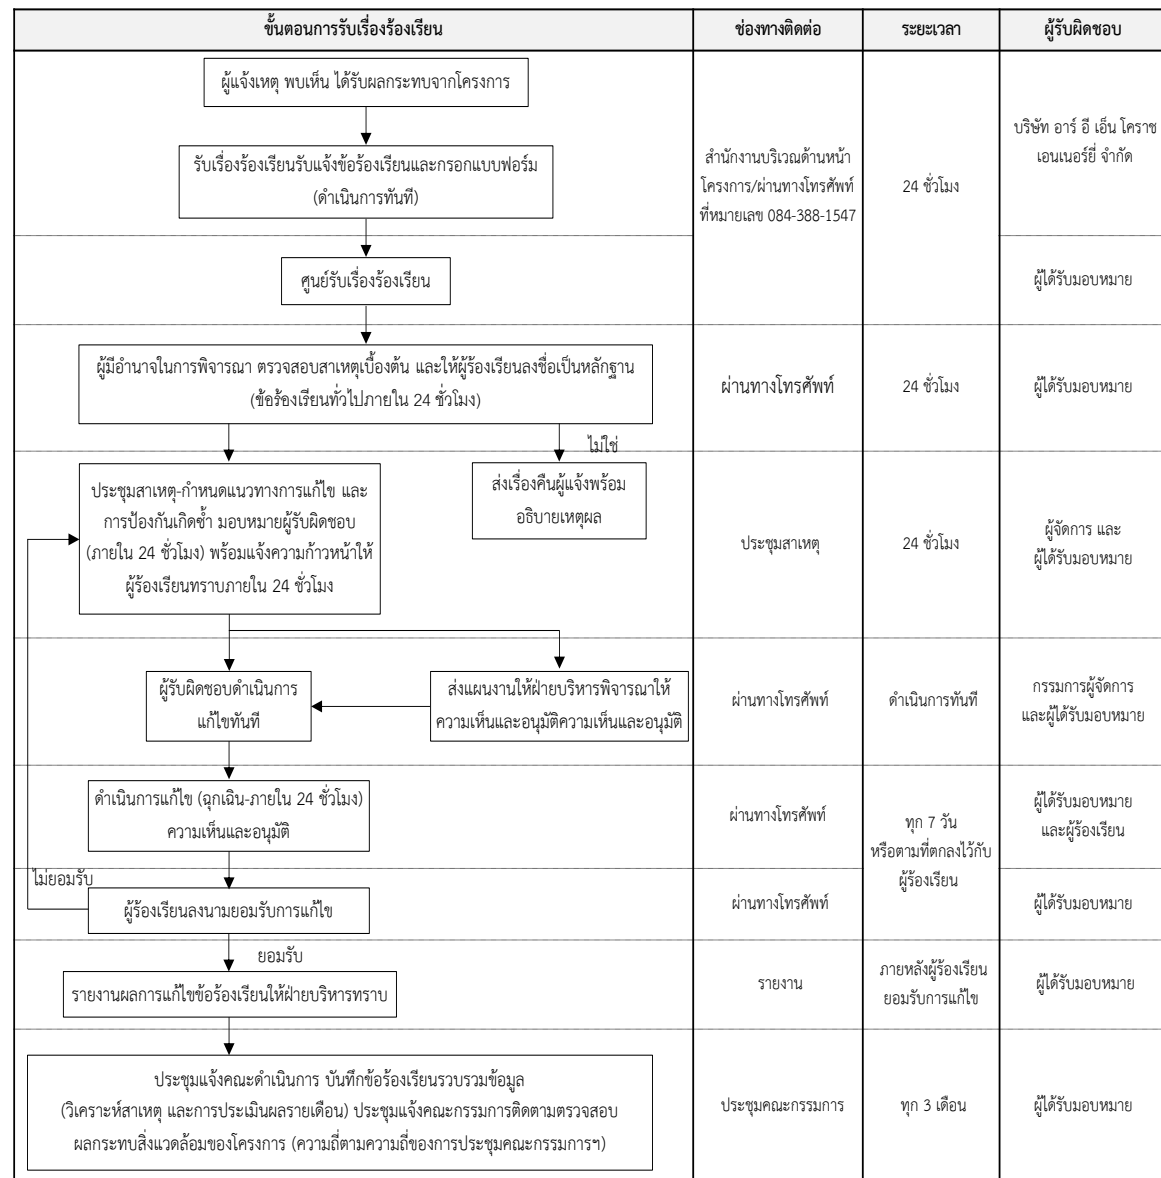 ขั้นตอนการรับเรื่องร้องเรียน
ช่องทางติดต่อ
ระยะเวลา
ผู้รับผิดชอบ
ผู้แจ้งเหตุ พบเห็น ได้รับผลกระทบจากโครงการ
รับเรื่องร้องเรียนรับแจ้งข้อร้องเรียนและกรอกแบบฟอร์ม
(ดำเนินการทันที)
สำนักงานบริเวณด้านหน้า
โครงการ/ผ่านทางโทรศัพท์
ที่หมายเลข 084-388-1547
24 ชั่วโมง
บริษัท อาร์ อี เอ็น โคราช
เอนเนอร์ยี่ จำกัด
ศูนย์รับเรื่องร้องเรียน
ผู้ได้รับมอบหมาย
ผู้มีอำนาจในการพิจารณา ตรวจสอบสาเหตุเบื้องต้น และให้ผู้ร้องเรียนลงชื่อเป็นหลักฐาน
(ข้อร้องเรียนทั่วไปภายใน 24 ชั่วโมง)
ผ่านทางโทรศัพท์
24 ชั่วโมง
ผู้ได้รับมอบหมาย
ไม่ใช่
ประชุมสาเหตุ-กำหนดแนวทางการแก้ไข และ
การป้องกันเกิดซ้ำ มอบหมายผู้รับผิดชอบ
(ภายใน 24 ชั่วโมง) พร้อมแจ้งความก้าวหน้าให้
ผู้ร้องเรียนทราบภายใน 24 ชั่วโมง
ส่งเรื่องคืนผู้แจ้งพร้อม
อธิบายเหตุผล
ประชุมสาเหตุ
24 ชั่วโมง
ผู้จัดการ และ
ผู้ได้รับมอบหมาย
ผู้รับผิดชอบดำเนินการ
แก้ไขทันที
ส่งแผนงานให้ฝ่ายบริหารพิจารณาให้
ความเห็นและอนุมัติความเห็นและอนุมัติ
ผ่านทางโทรศัพท์
ดำเนินการทันที
กรรมการผู้จัดการ
และผู้ได้รับมอบหมาย
ดำเนินการแก้ไข (ฉุกเฉิน-ภายใน 24 ชั่วโมง)
ความเห็นและอนุมัติ
ผ่านทางโทรศัพท์
ทุก 7 วัน
หรือตามที่ตกลงไว้กับ
ผู้ร้องเรียน
ผู้ได้รับมอบหมาย
และผู้ร้องเรียน
ไม่ยอมรับ
ผู้ร้องเรียนลงนามยอมรับการแก้ไข
ผ่านทางโทรศัพท์
ผู้ได้รับมอบหมาย
ยอมรับ
รายงานผลการแก้ไขข้อร้องเรียนให้ฝ่ายบริหารทราบ
รายงาน
ภายหลังผู้ร้องเรียน
ยอมรับการแก้ไข
ผู้ได้รับมอบหมาย
ประชุมแจ้งคณะดำเนินการ บันทึกข้อร้องเรียนรวบรวมข้อมูล
(วิเคราะห์สาเหตุ และการประเมินผลรายเดือน) ประชุมแจ้งคณะกรรมการติดตามตรวจสอบ
ผลกระทบสิ่งแวดล้อมของโครงการ (ความถี่ตามความถี่ของการประชุมคณะกรรมการฯ)
ประชุมคณะกรรมการ
ทุก 3 เดือน
ผู้ได้รับมอบหมาย